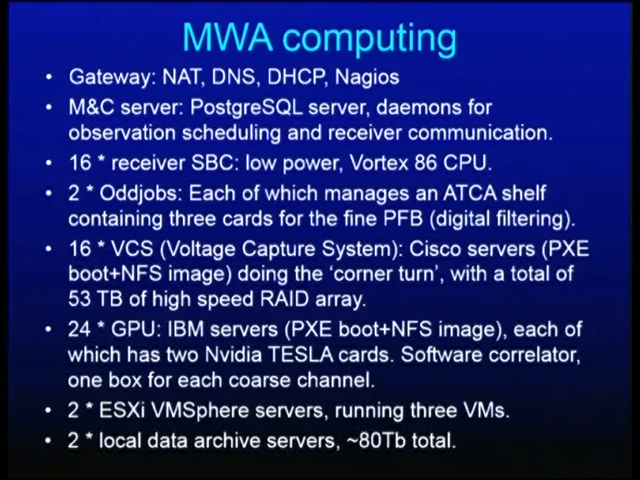 MWA computing
• Gateway: NAT, DNS, DHCP, Nagios
• M&C server: PostgreSQL server, daemons for
observation scheduling and receiver communication.
• 16 * receiver SBC: low power, Vortex 86 CPU.
• 2 * Oddjobs: Each of which manages an ATCA shelf
containing three cards for the fine PFB (digital filtering).
• 16 * VCS (Voltage Capture System): Cisco servers (PXE
boot+NFS image) doing the ‘corner turn’, with a total of
53 TB of high speed RAID array.
• 24 * GPU: IBM servers (PXE boot+NFS image), each of
which has two Nvidia TESLA cards. Software correlator,
one box for each coarse channel.
• 2 * ESXi VMSphere servers, running three VMs.
• 2 * local data archive servers, ~80Tb total.